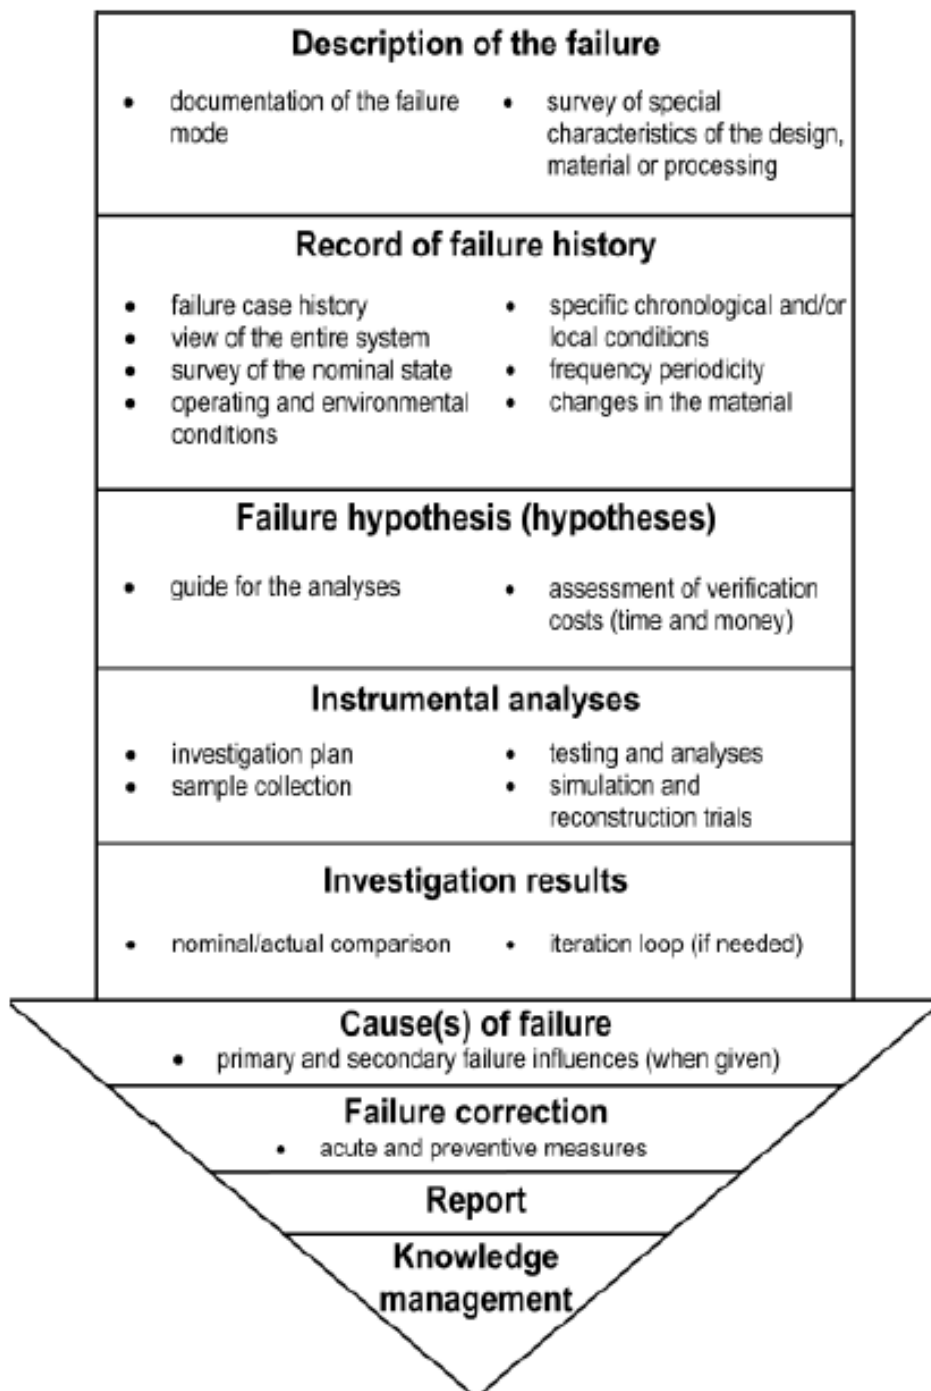 Description of the failure
• documentation of the failure
mode
• survey of special
characteristics of the design,
material or processing
Record of failure history
• failure case history
• view of the entire system
• survey of the nominal state
• operating and environmental
conditions
• specific chronological and/or
local conditions
• frequency periodicity
• changes in the material
Failure hypothesis (hypotheses)
• guide for the analyses
• assessment of verification
costs (time and money)
Instrumental analyses
• investigation plan
• sample collection
• testing and analyses
• simulation and
reconstruction trials
Investigation results
• nominal/actual comparison
• iteration loop (if needed)
Cause(s) of failure
• primary and secondary failure influences (when given)
Failure correction
• acute and preventive measures
Report
Knowledge
management